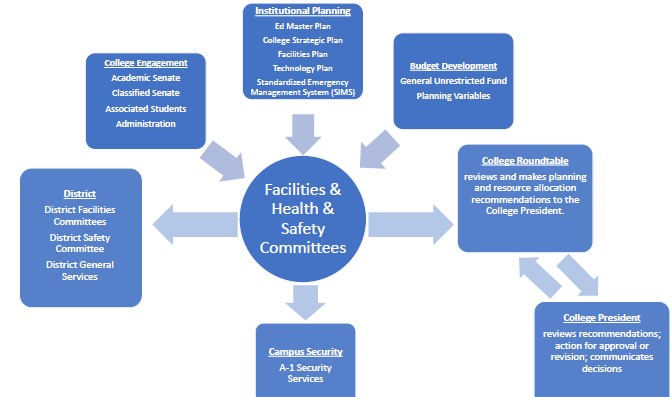 Institutional Planning
Ed Master Plan
College Strategic Plan
Facilities Plan
Technology Plan
Standardized Emergency
Management System (SIMS)
College Engagement
Academic Senate
Classified Senate
Associated Students
Administration
Budget Development
General Unrestricted Fund
Planning Variables
Facilities &
Health &
Safety
Committees
District
District Facilities
Committees
District Safety
Committee
District General
Services
College Roundtable
reviews and makes planning
and resource allocation
recommendations to the
College President.
Campus Security
A-1 Security
Services
College President
reviews recommendations;
action for approval or
revision; communicates
decisions